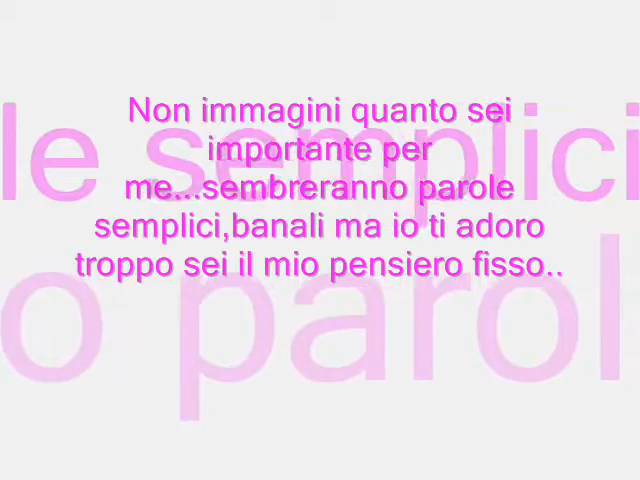 Non immagini quanto sei
importante per
me...sembreranno parole
semplici,banali ma io ti adoro
troppo sei il mio pensiero fisso..
le semplici
o parol